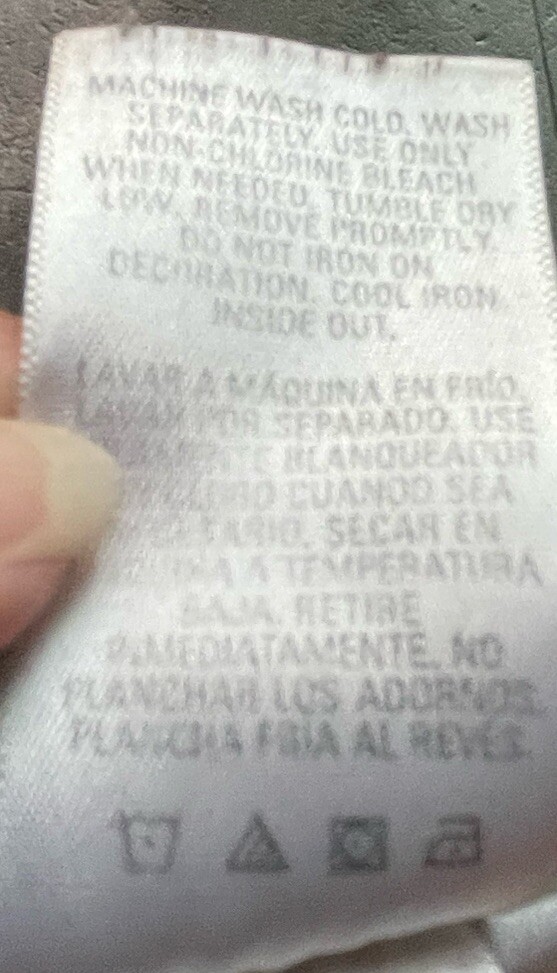 MACHINE WASH COLD. WASH
SEPARATELY. USE ONLY
NON-CHLORINE BLEACH
WHEN NEEDED. TUMBLE DRY
LOW. REMOVE PROMPTLY.
DO NOT IRON ON
DECORATION. COOL IRON
INSIDE OUT.
LAVAR A MÁQUINA EN FRÍO.
LAVAR POR SEPARADO. USE
BLANQUEADOR
CUANDO SEA
SECAR EN
A TEMPERATURA
BAJA. RETIRE
INMEDIATAMENTE. NO
PLANCHAR LOS ADORNOS.
PLANCHA FRIA AL REVÉS.